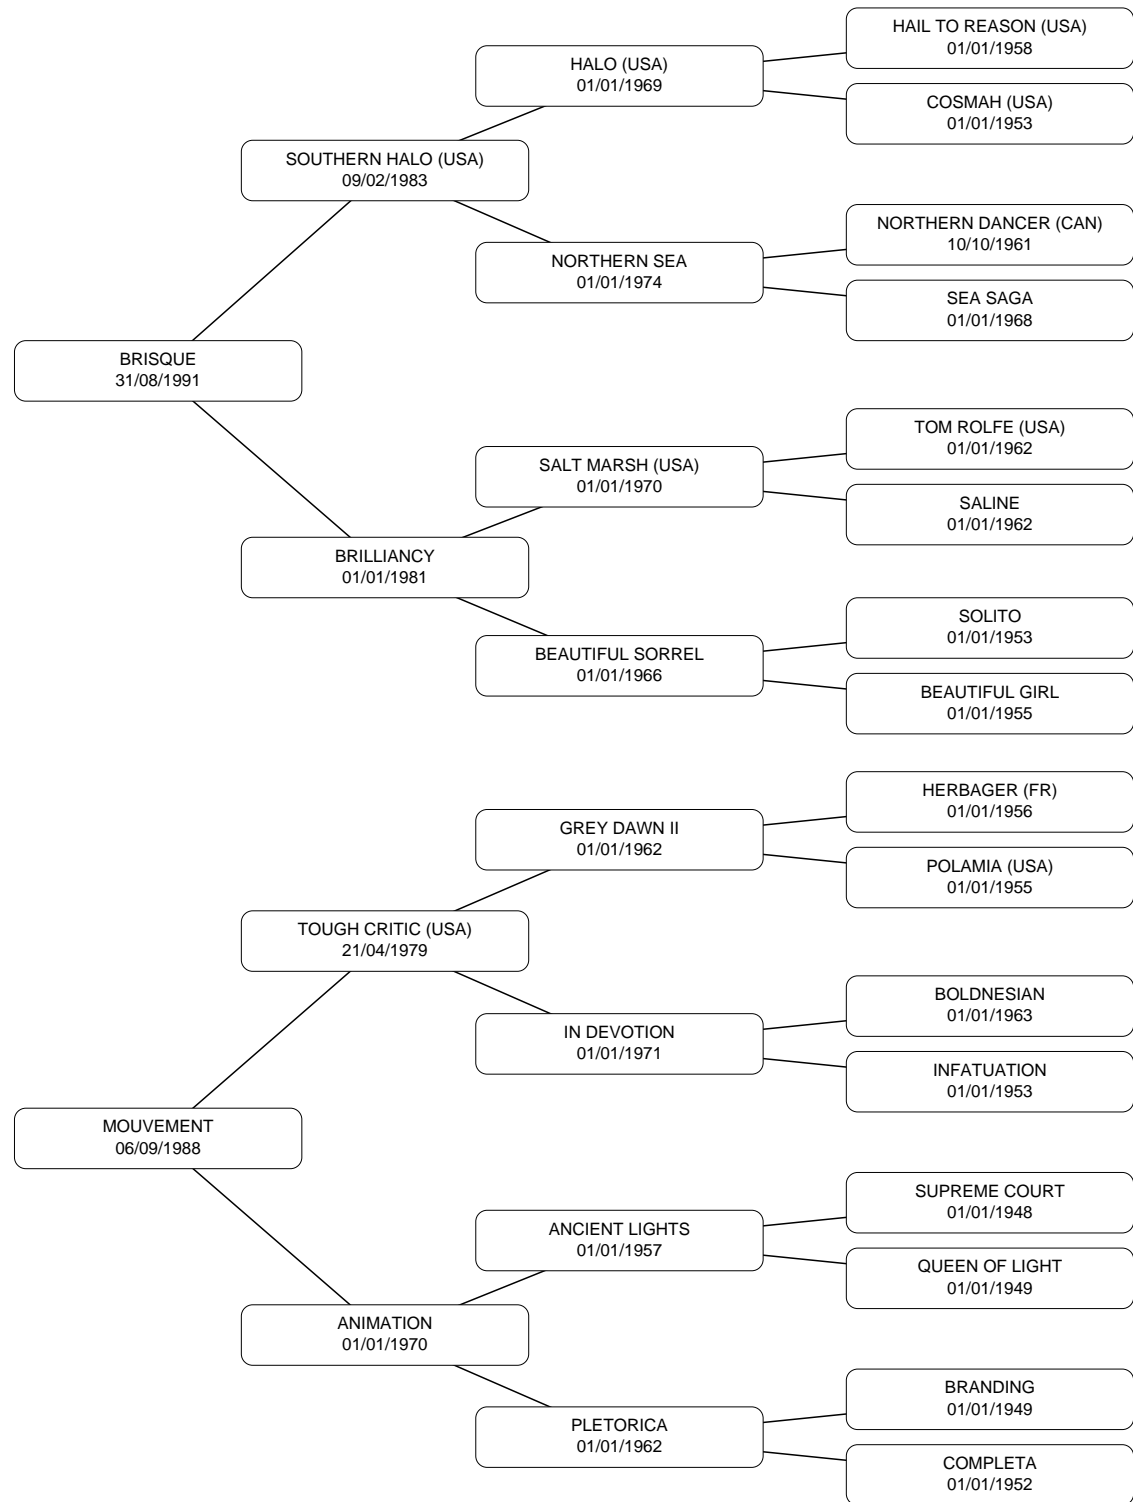 HAIL TO REASON (USA)
01/01/1958
HALO (USA)
01/01/1969
COSMAH (USA)
01/01/1953
SOUTHERN HALO (USA)
09/02/1983
NORTHERN DANCER (CAN)
10/10/1961
NORTHERN SEA
01/01/1974
SEA SAGA
01/01/1968
BRISQUE
31/08/1991
TOM ROLFE (USA)
01/01/1962
SALT MARSH (USA)
01/01/1970
SALINE
01/01/1962
BRILLIANCY
01/01/1981
SOLITO
01/01/1953
BEAUTIFUL SORREL
01/01/1966
BEAUTIFUL GIRL
01/01/1955
HERBAGER (FR)
01/01/1956
GREY DAWN II
01/01/1962
POLAMIA (USA)
01/01/1955
TOUGH CRITIC (USA)
21/04/1979
BOLDNESIAN
01/01/1963
IN DEVOTION
01/01/1971
INFATUATION
01/01/1953
MOUVEMENT
06/09/1988
SUPREME COURT
01/01/1948
ANCIENT LIGHTS
01/01/1957
QUEEN OF LIGHT
01/01/1949
ANIMATION
01/01/1970
BRANDING
01/01/1949
PLETORICA
01/01/1962
COMPLETA
01/01/1952